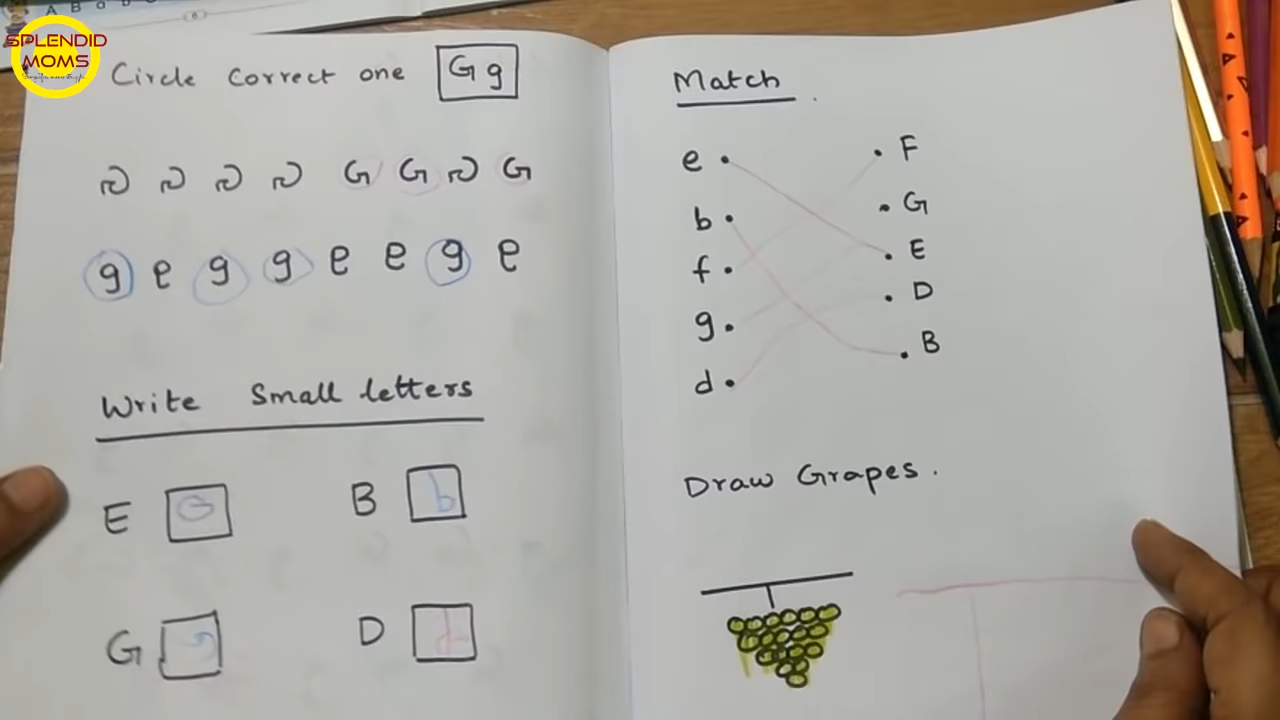 A B a b
SPLENDID
MOMS
Circle correct one Gg
G G G
g g g g
Write Small letters
E e B b
G g D d
Match
e F
b G
f E
g D
d B
Draw Grapes.